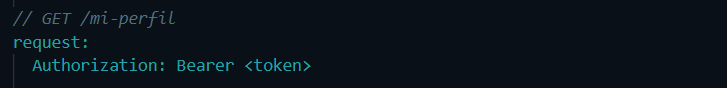 // GET /mi-perfil
request:
  Authorization: Bearer <token>